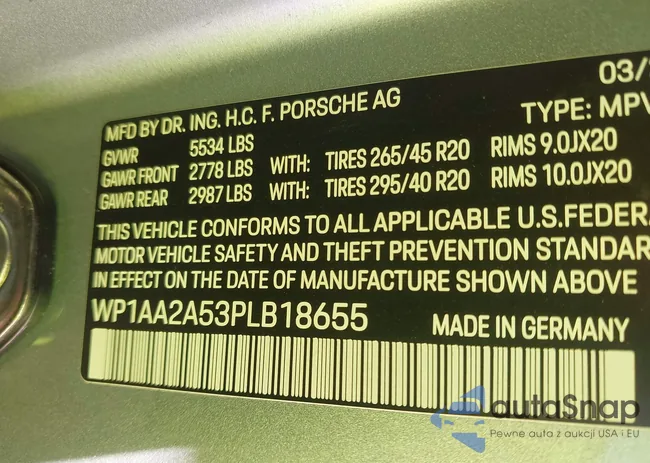 03/
MFD BY DR. ING. H.C. F. PORSCHE AG TYPE: MPV
GVWR 5534 LBS
GAWR FRONT 2778 LBS WITH: TIRES 265/45 R20 RIMS 9.0JX20
GAWR REAR 2987 LBS WITH: TIRES 295/40 R20 RIMS 10.0JX20
THIS VEHICLE CONFORMS TO ALL APPLICABLE U.S.FEDERA
MOTOR VEHICLE SAFETY AND THEFT PREVENTION STANDAR
IN EFFECT ON THE DATE OF MANUFACTURE SHOWN ABOVE
WP1AA2A53PLB18655 MADE IN GERMANY
autaSnap
Pewne auta z aukcji USA i EU